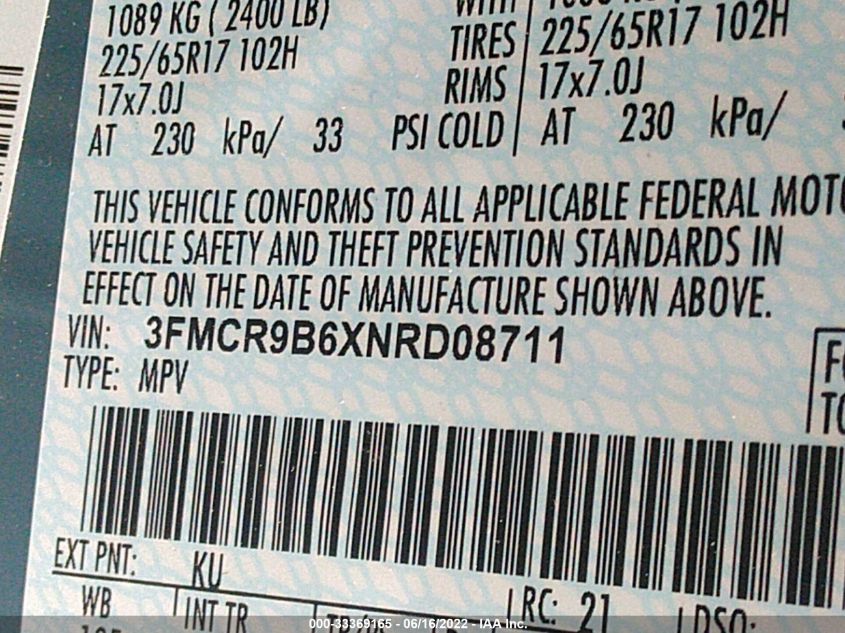 1089 KG ( 2400 LB) WITH
225/65R17 102H TIRES 225/65R17 102H
17x7.0J RIMS 17x7.0J
AT 230 kPa/ 33 PSI COLD AT 230 kPa/
THIS VEHICLE CONFORMS TO ALL APPLICABLE FEDERAL MOTO
VEHICLE SAFETY AND THEFT PREVENTION STANDARDS IN
EFFECT ON THE DATE OF MANUFACTURE SHOWN ABOVE.
VIN: 3FMCR9B6XNRD08711
TYPE: MPV
EXT PNT: KU
RC: 21 DSO:
WB INT TR
000-33369165 - 06/16/2022 - IAA Inc.